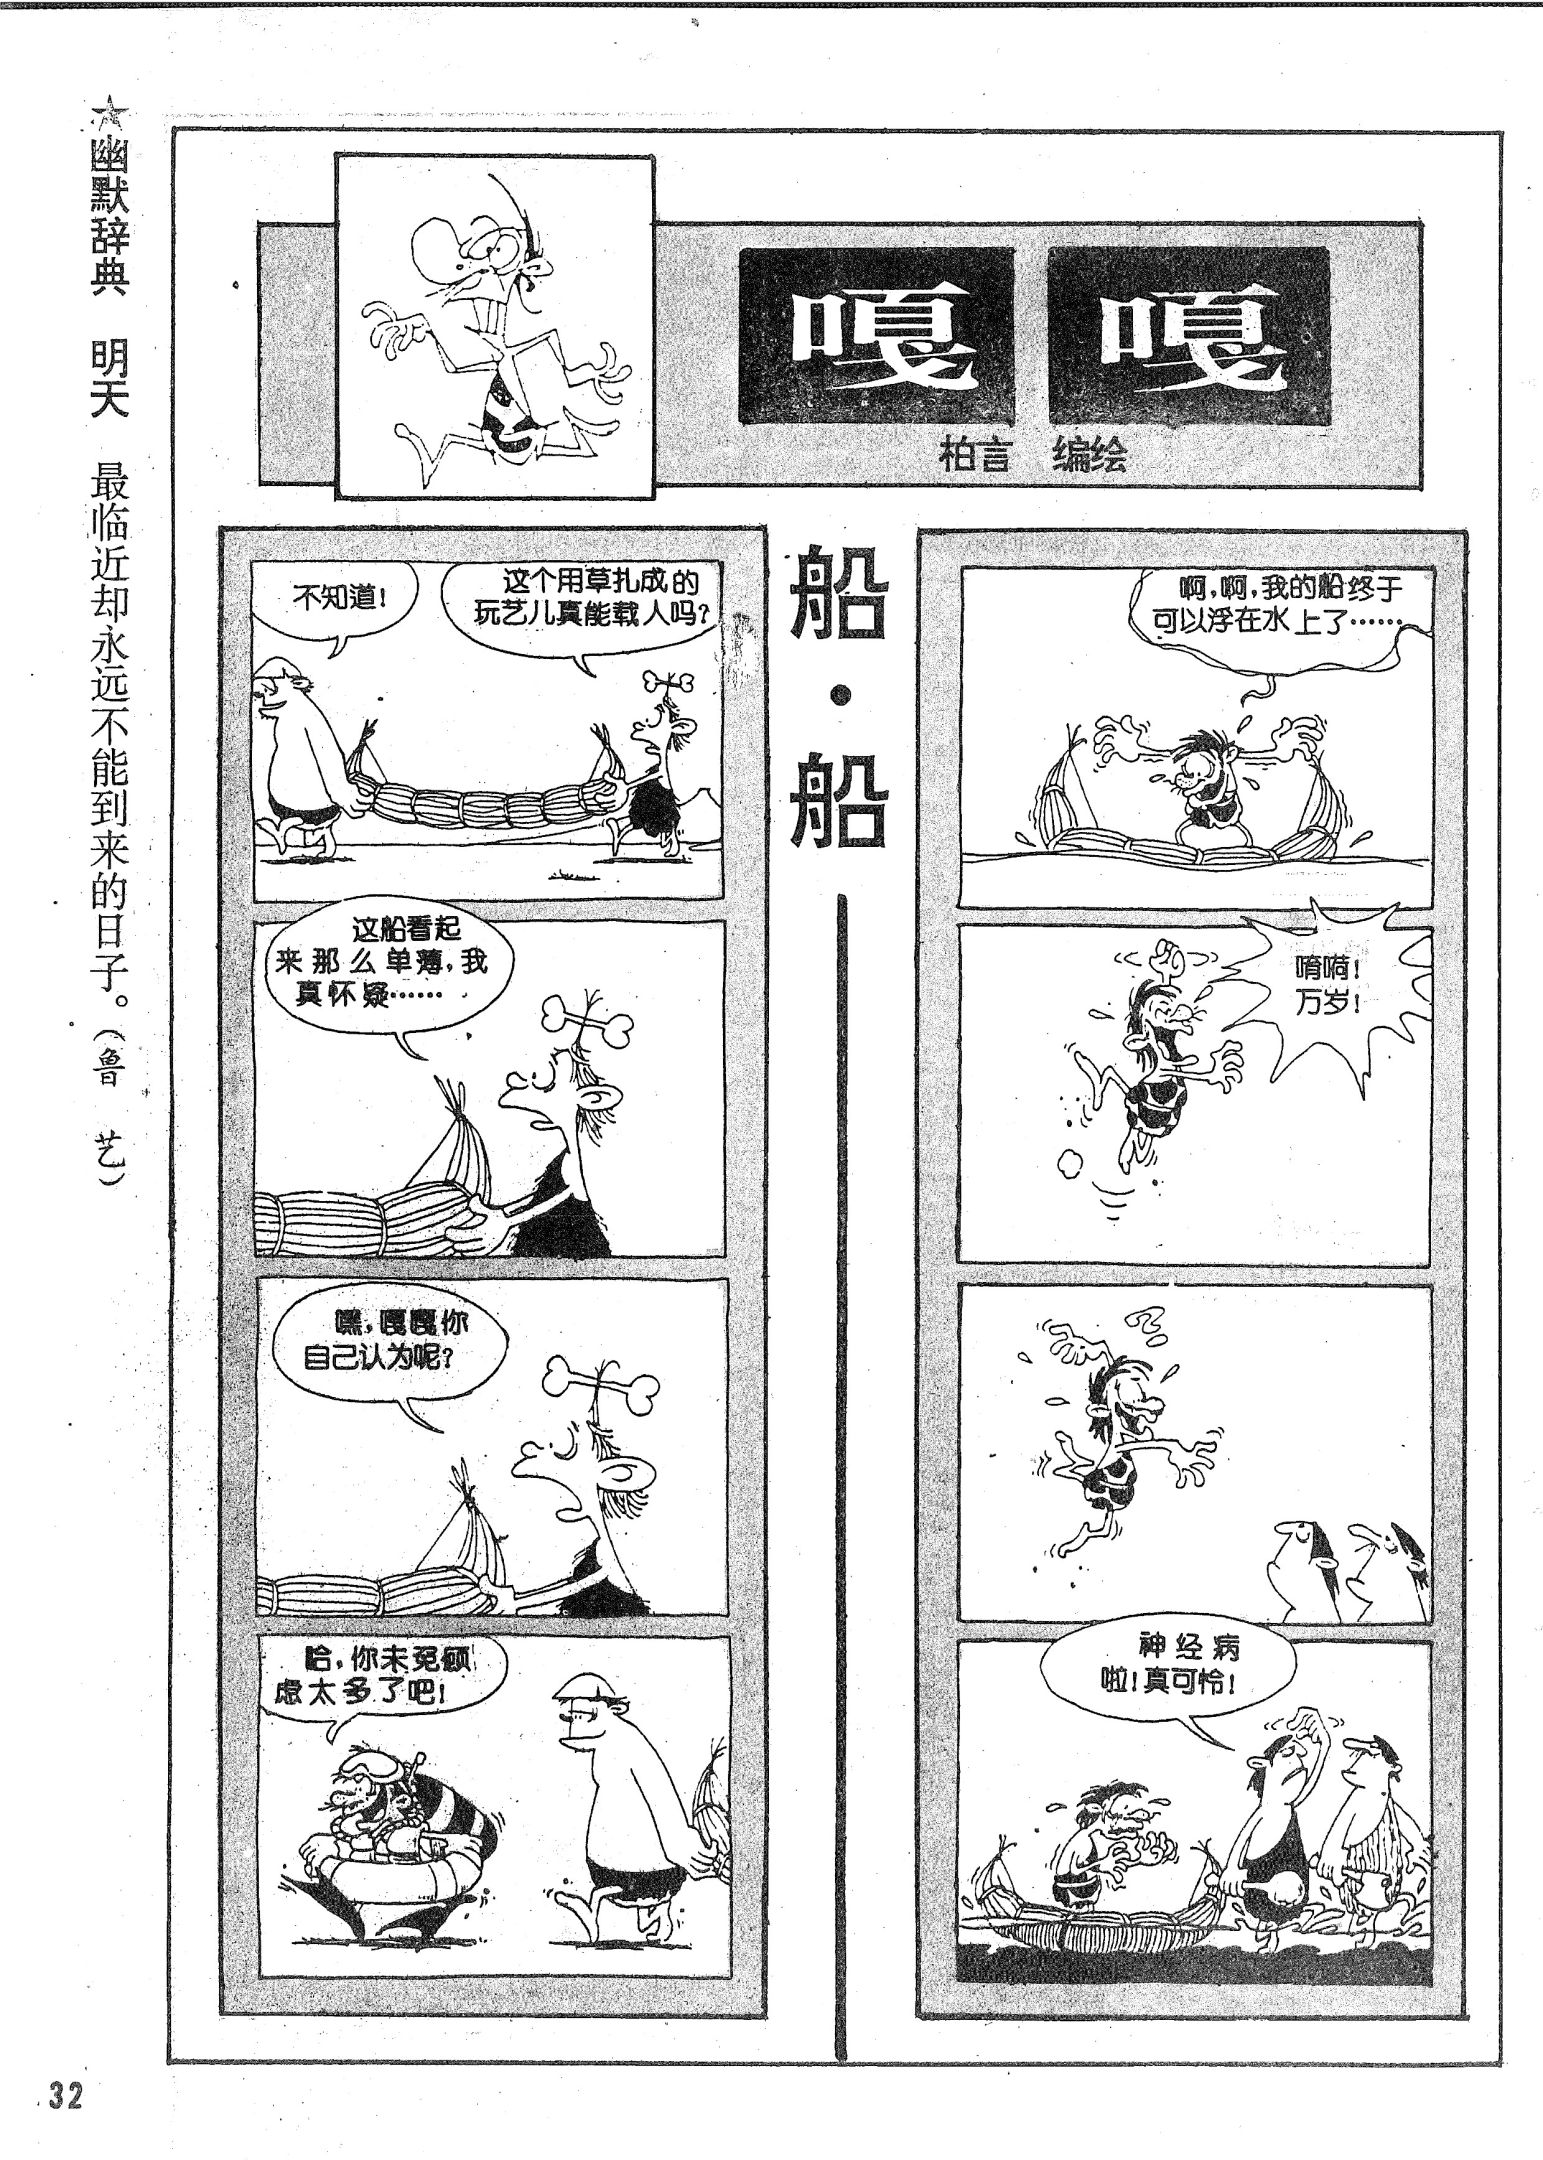 ★幽默辞典 明天 最临近却永远不能到来的日子。(鲁 艺)
嘎嘎
柏言 编绘
船·船
不知道!
这个用草扎成的
玩艺儿真能载人吗?
这船看起
来那么单薄,我
真怀疑……
嘿,嘎嘎你
自己认为呢?
哈,你未免顾
虑太多了吧!
啊,啊,我的船终于
可以浮在水上了……
唷嗬!
万岁!
神经病
啦!真可怜!
32